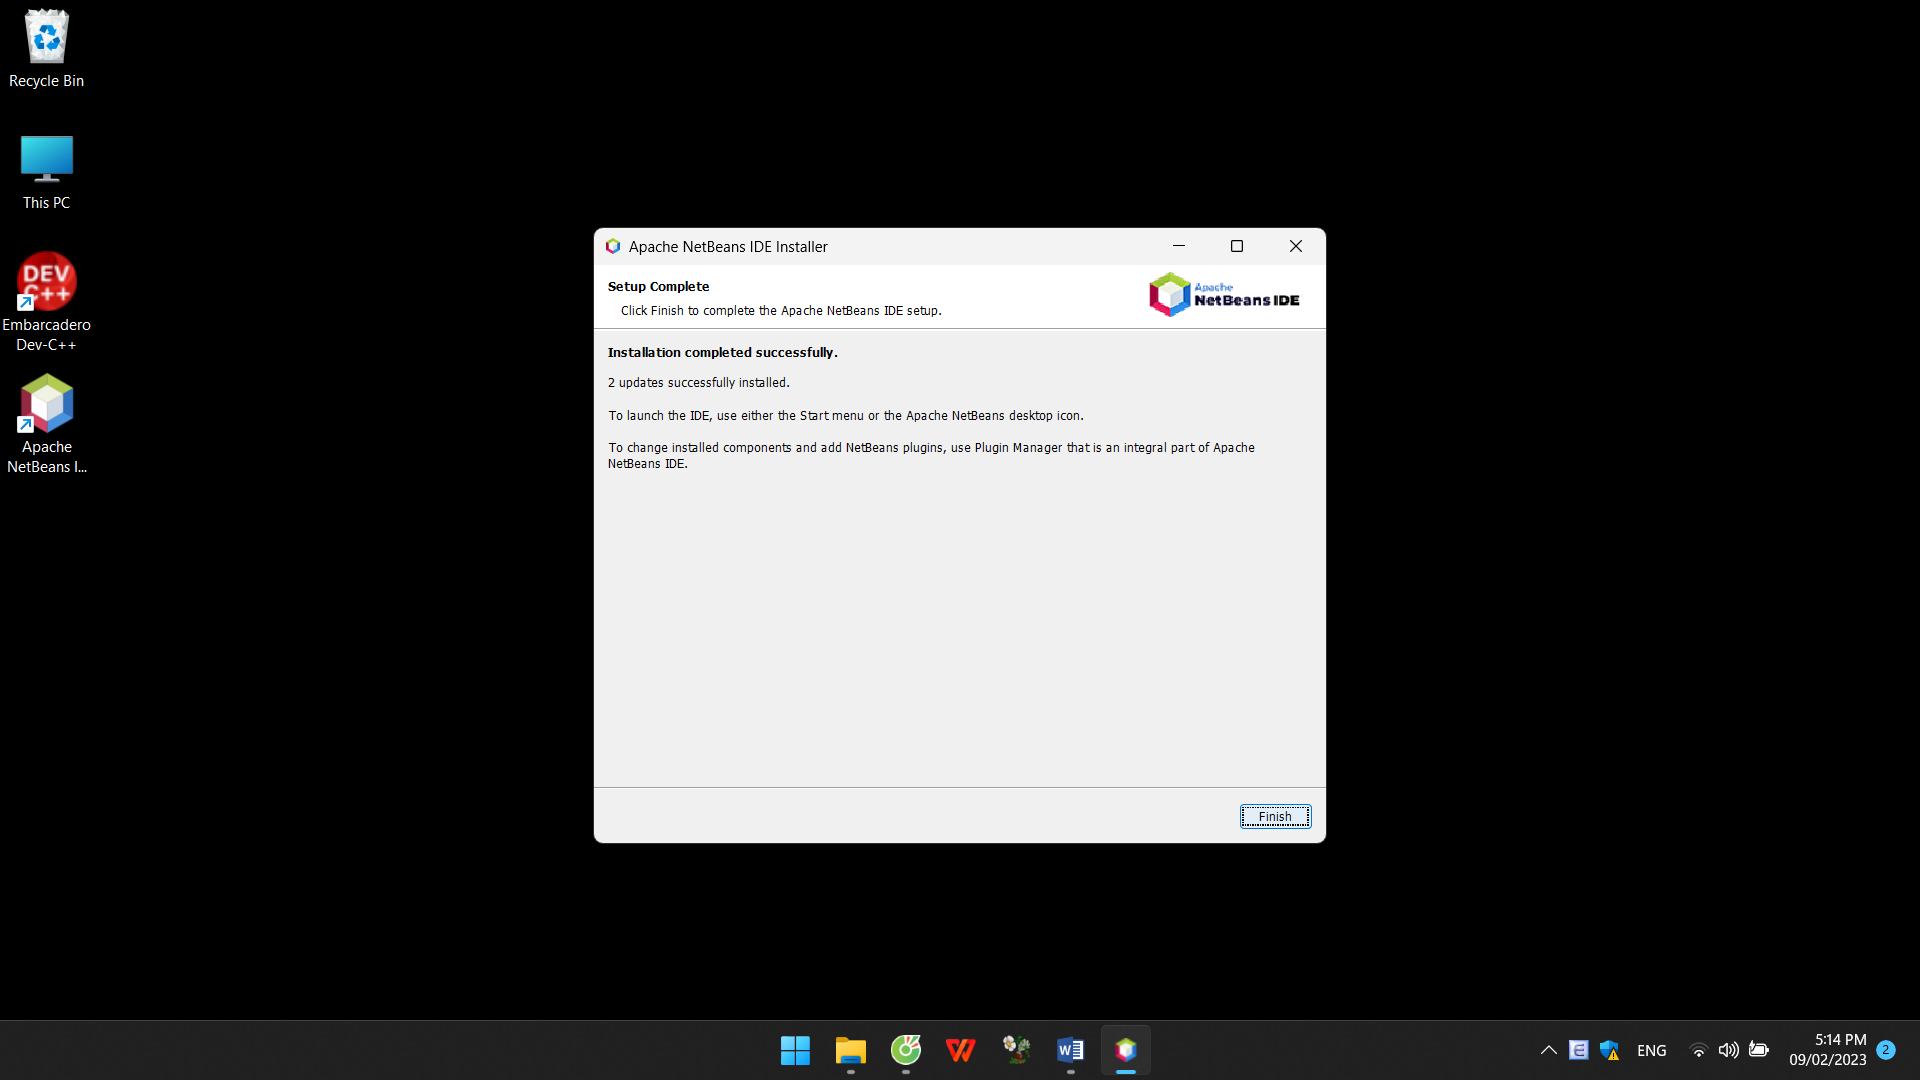 Recycle Bin
This PC
DEV
C++
Embarcadero
Dev-C++
Apache
NetBeans I...
Apache NetBeans IDE Installer
Setup Complete
Click Finish to complete the Apache NetBeans IDE setup.
Apache
NetBeans IDE
Installation completed successfully.
2 updates successfully installed.
To launch the IDE, use either the Start menu or the Apache NetBeans desktop icon.
To change installed components and add NetBeans plugins, use Plugin Manager that is an integral part of Apache
NetBeans IDE.
Finish
W
E
ENG
5:14 PM
09/02/2023
2